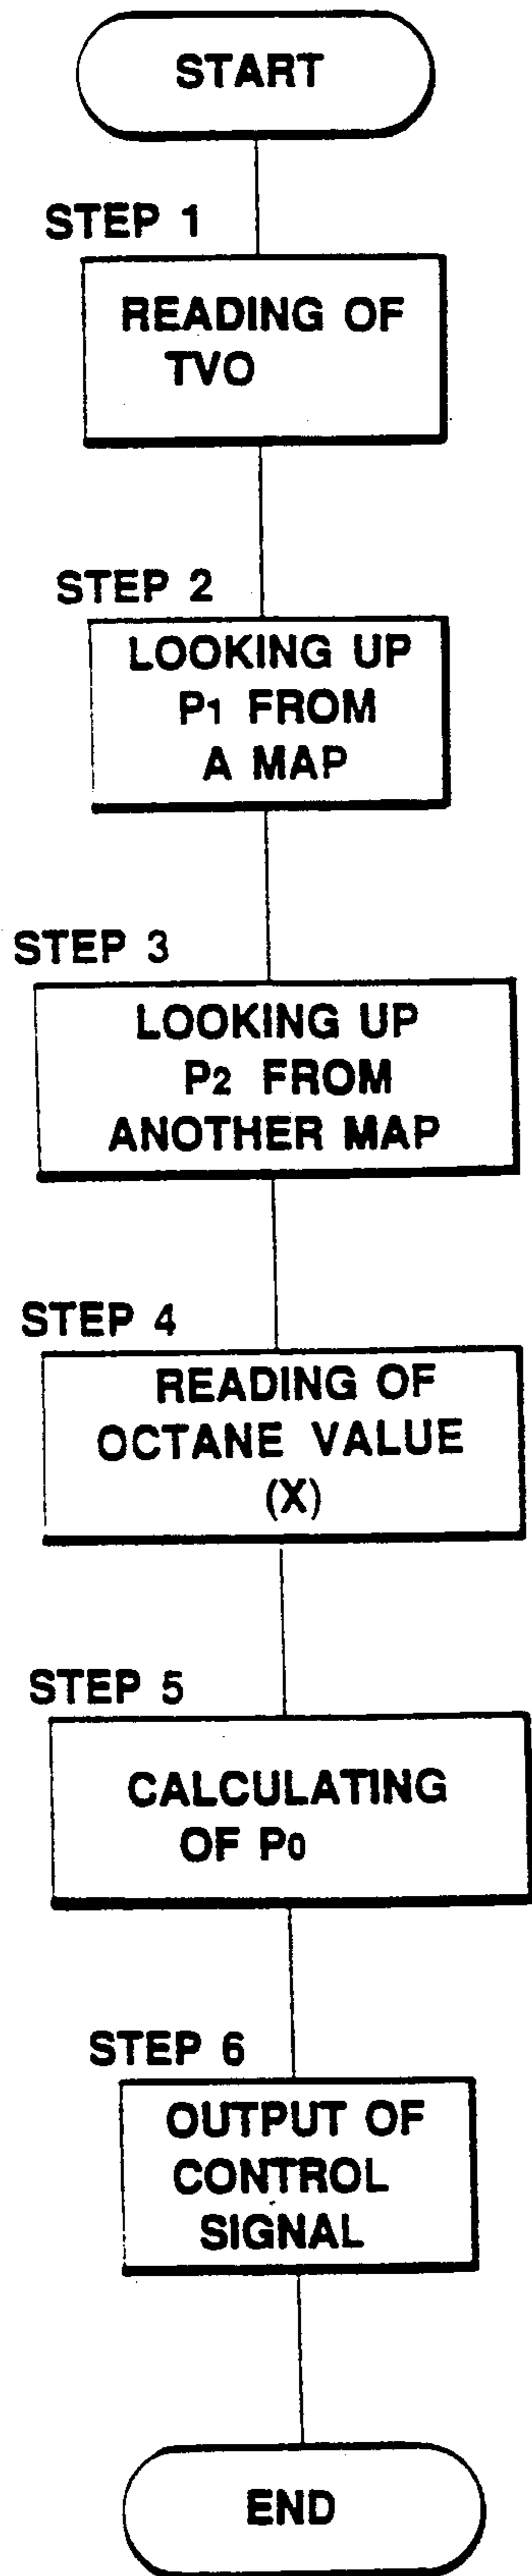 START
STEP 1
READING OF
TVO
STEP 2
LOOKING UP
P1 FROM
A MAP
STEP 3
LOOKING UP
P2 FROM
ANOTHER MAP
STEP 4
READING OF
OCTANE VALUE
(X)
STEP 5
CALCULATING
OF P0
STEP 6
OUTPUT OF
CONTROL
SIGNAL
END